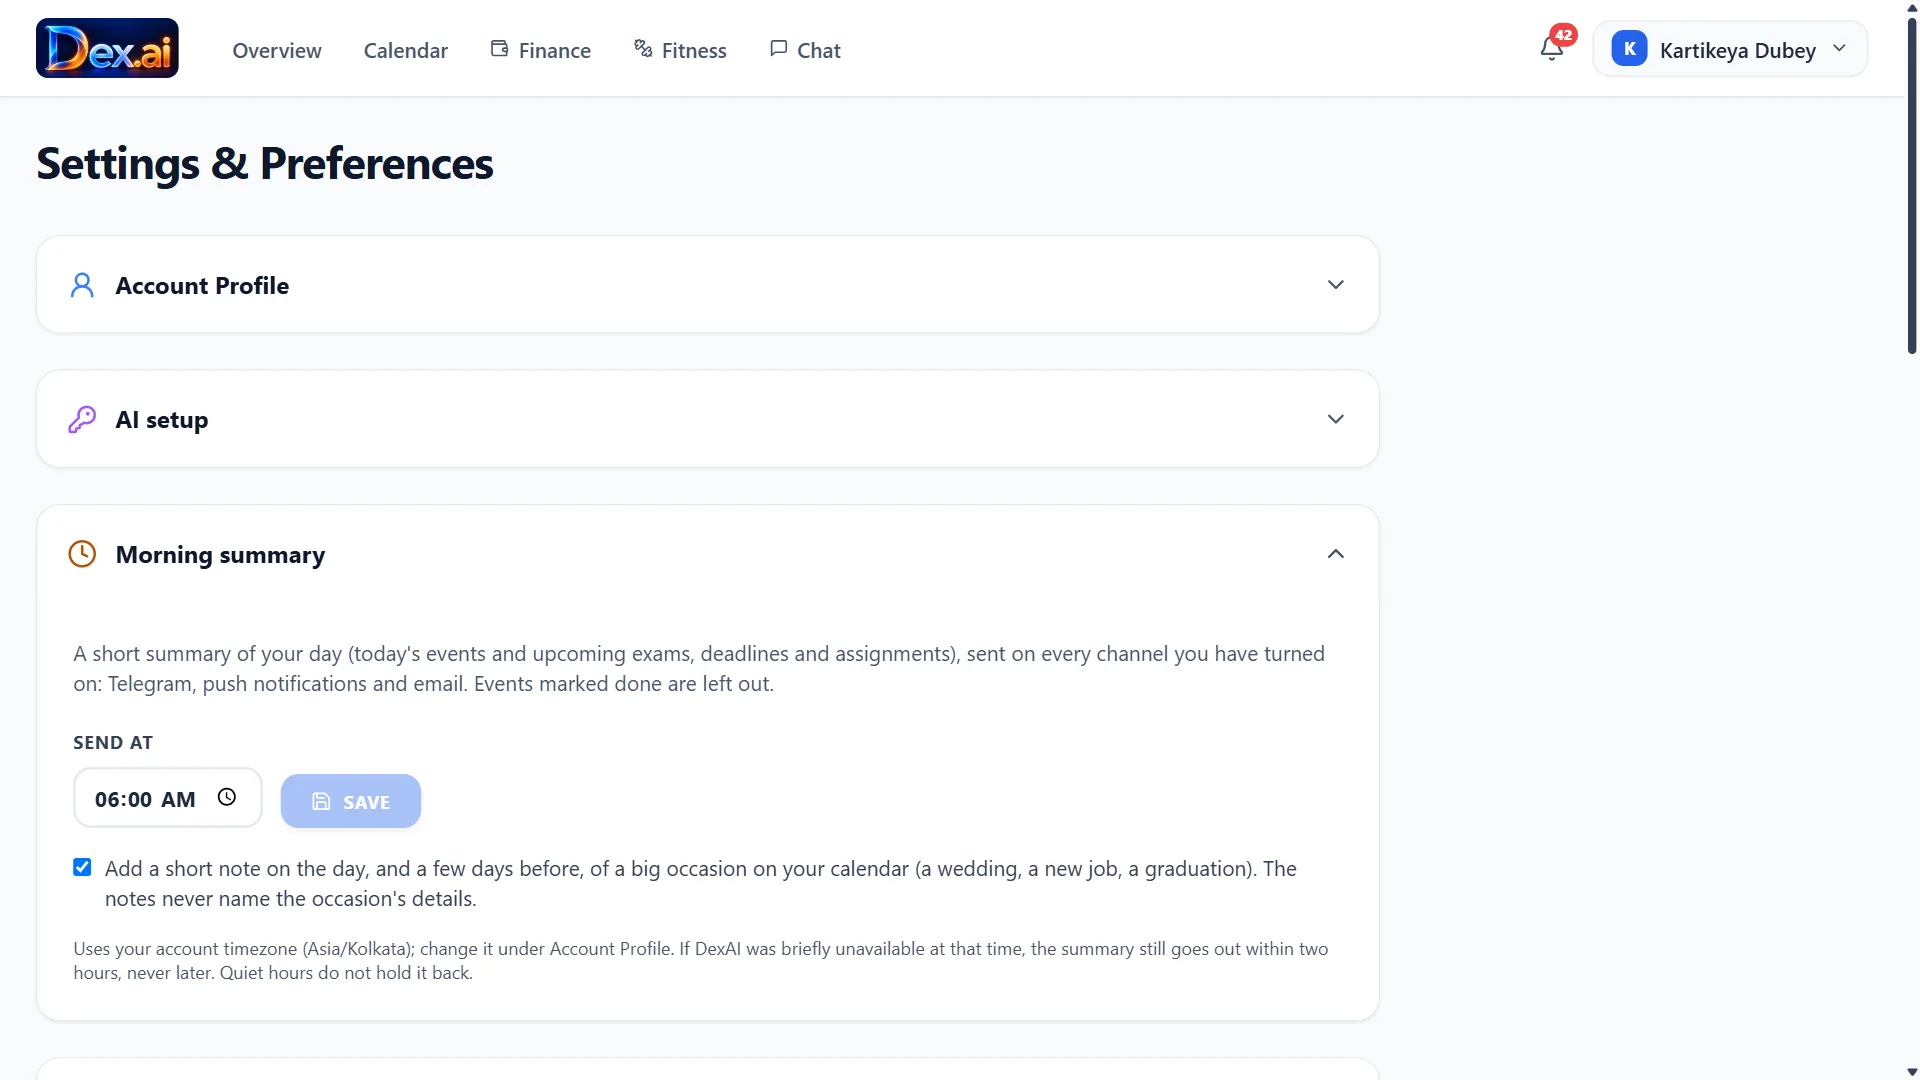 Dex.ai
Overview
Calendar
Finance
Fitness
Chat
42
K
Kartikeya Dubey
Settings & Preferences
Account Profile
AI setup
Morning summary
A short summary of your day (today's events and upcoming exams, deadlines and assignments), sent on every channel you have turned
on: Telegram, push notifications and email. Events marked done are left out.
SEND AT
06:00 AM
SAVE
Add a short note on the day, and a few days before, of a big occasion on your calendar (a wedding, a new job, a graduation). The
notes never name the occasion's details.
Uses your account timezone (Asia/Kolkata); change it under Account Profile. If DexAI was briefly unavailable at that time, the summary still goes out within two
hours, never later. Quiet hours do not hold it back.